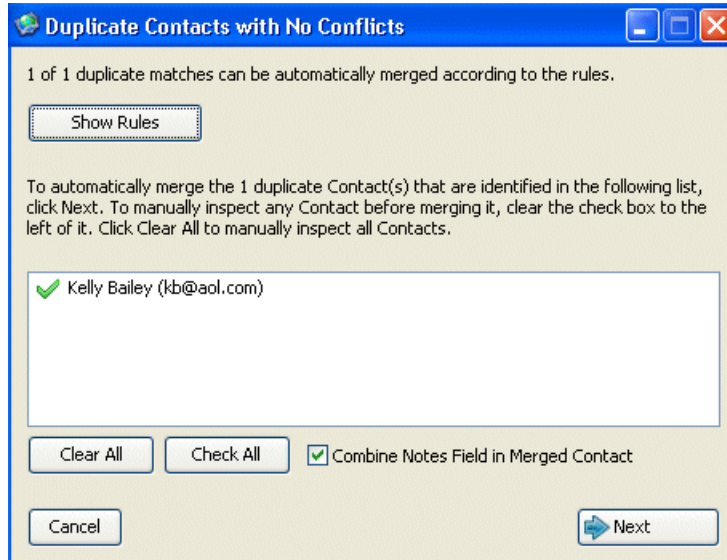 Duplicate Contacts with No Conflicts
1 of 1 duplicate matches can be automatically merged according to the rules.
Show Rules
To automatically merge the 1 duplicate Contact(s) that are identified in the following list,
click Next. To manually inspect any Contact before merging it, clear the check box to the
left of it. Click Clear All to manually inspect all Contacts.
Kelly Bailey (kb@aol.com)
Clear All Check All Combine Notes Field in Merged Contact
Cancel Next